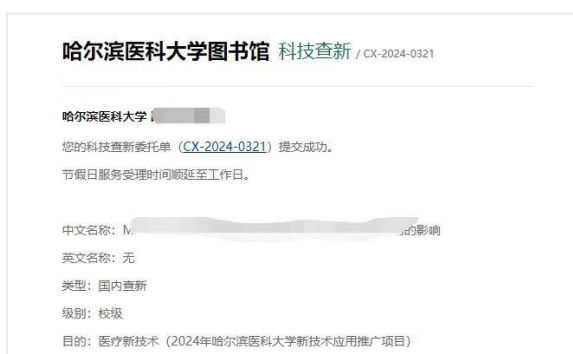 哈尔滨医科大学图书馆 科技查新 / CX-2024-0321
哈尔滨医科大学
您的科技查新委托单（CX-2024-0321）提交成功。
节假日服务受理时间顺延至工作日。
中文名称：M 的影响
英文名称：无
类型：国内查新
级别：校级
目的：医疗新技术（2024年哈尔滨医科大学新技术应用推广项目）